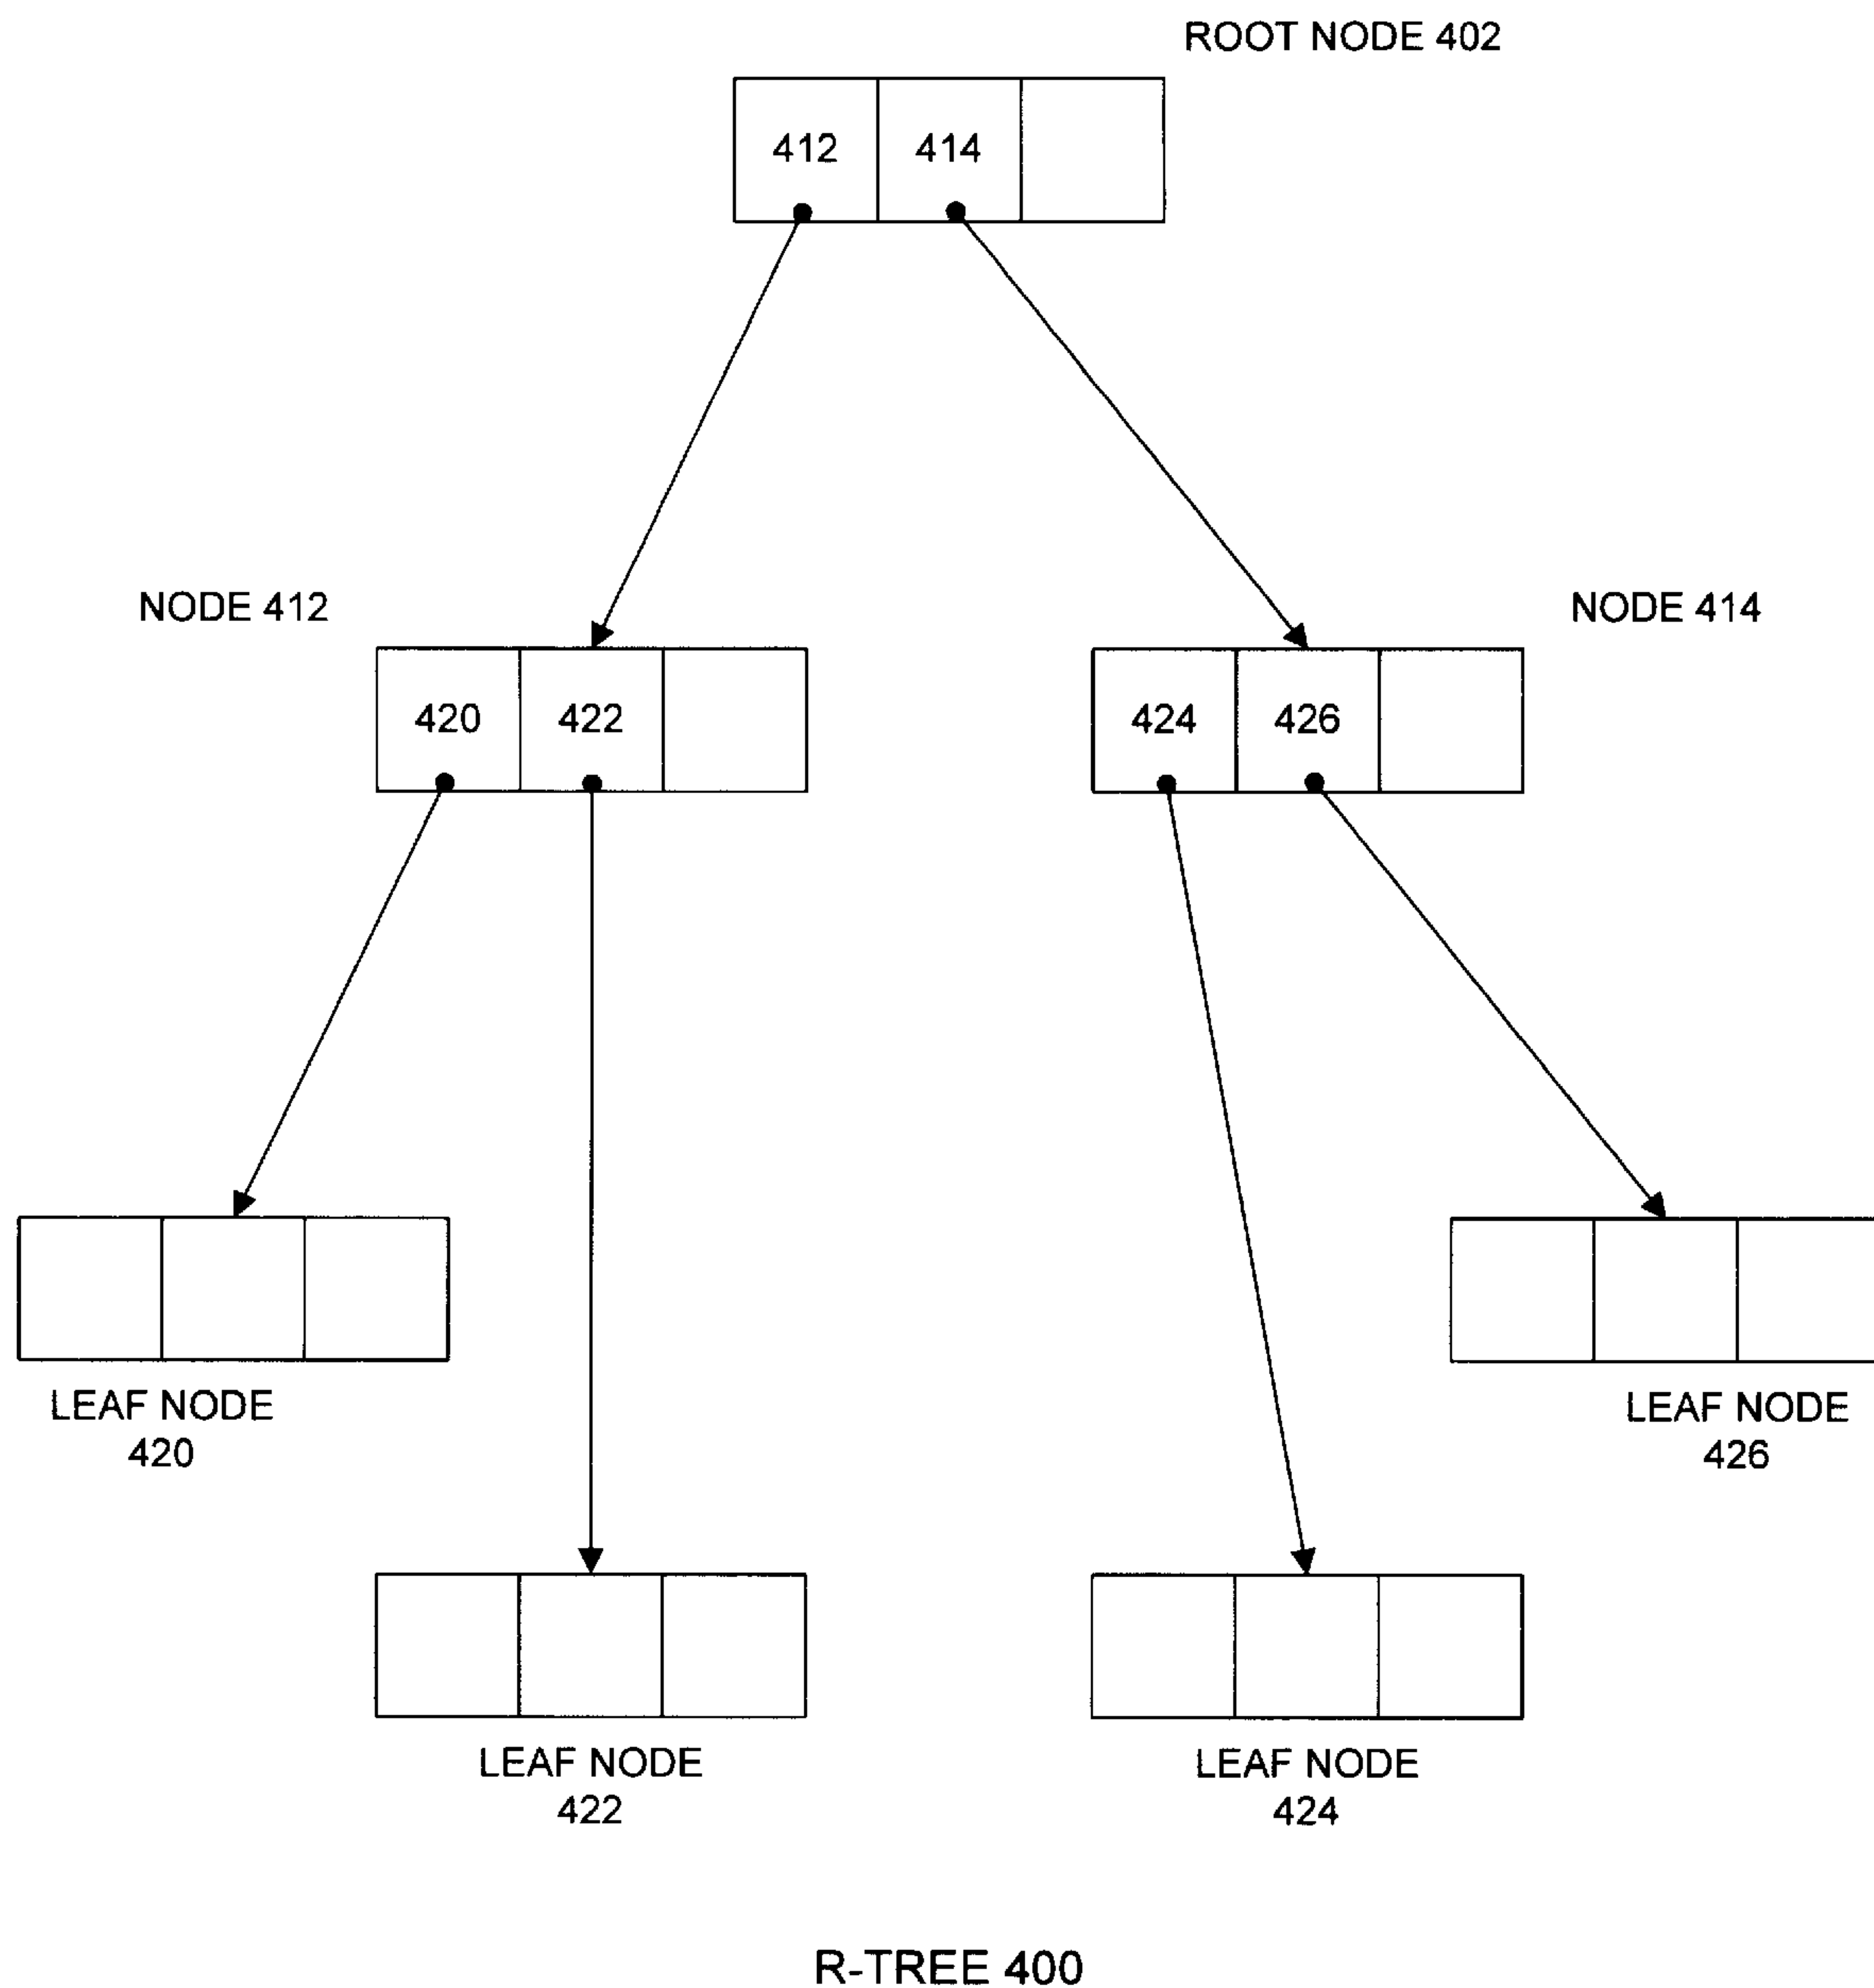 ROOT NODE 402
412 414
NODE 412
NODE 414
420 422
424 426
LEAF NODE
420
LEAF NODE
426
LEAF NODE
422
LEAF NODE
424
R-TREE 400